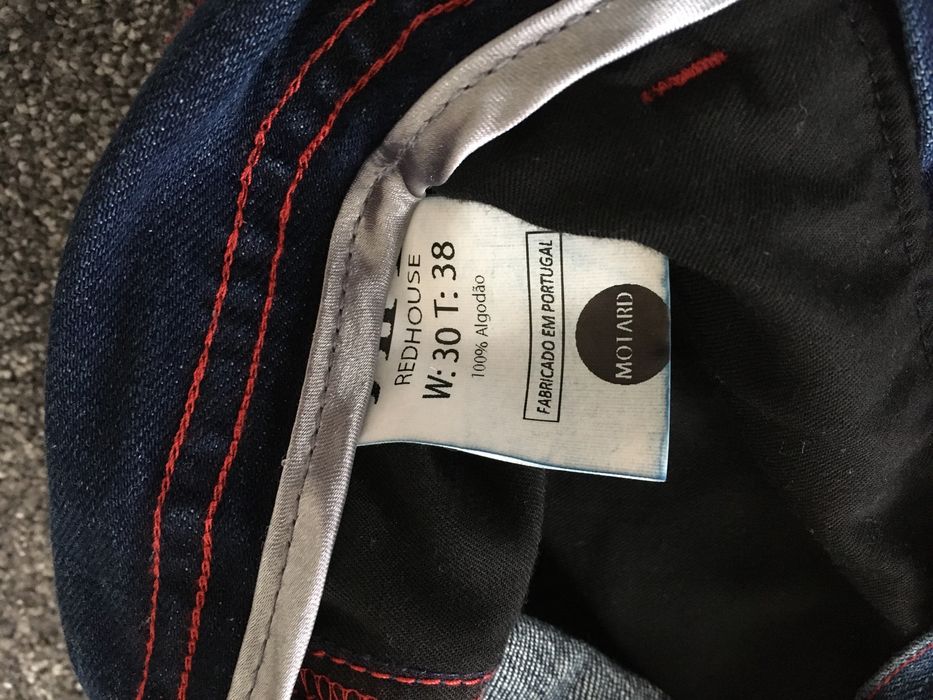 REDHOUSE
W: 30 T: 38
100% Algodão
FABRICADO EM PORTUGAL
MOTARD